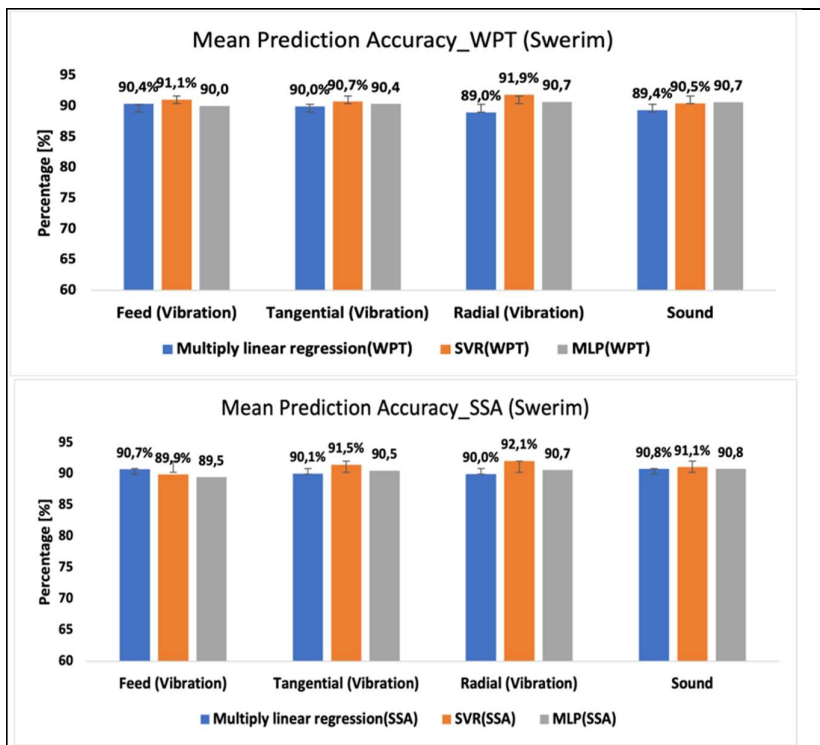 Mean Prediction Accuracy_WPT (Swerim)
Percentage [%]
95
90
85
80
75
70
65
60
90,4% 91,1% 90,0
90,0% 90,7% 90,4
89,0% 91,9% 90,7
89,4% 90,5% 90,7
Feed (Vibration) Tangential (Vibration) Radial (Vibration) Sound
Multiply linear regression(WPT) SVR(WPT) MLP(WPT)
Mean Prediction Accuracy_SSA (Swerim)
Percentage [%]
95
90
85
80
75
70
65
60
90,7% 89,9% 89,5
90,1% 91,5% 90,5
90,0% 92,1% 90,7
90,8% 91,1% 90,8
Feed (Vibration) Tangential (Vibration) Radial (Vibration) Sound
Multiply linear regression(SSA) SVR(SSA) MLP(SSA)